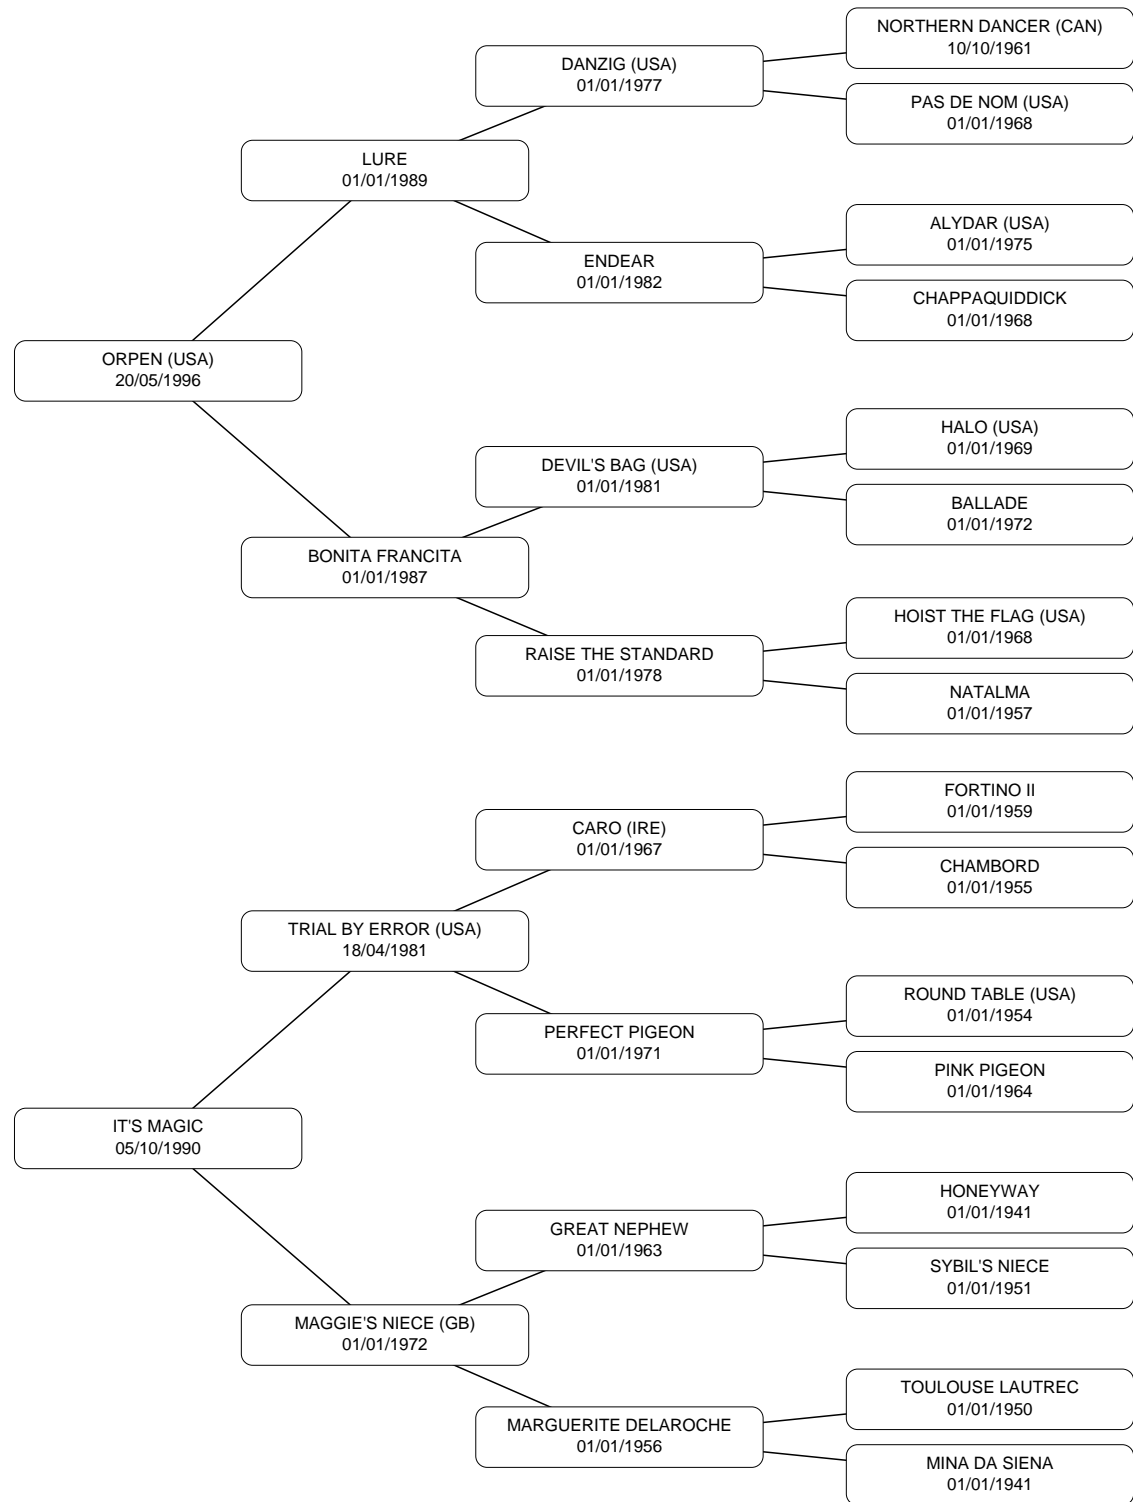 NORTHERN DANCER (CAN)
10/10/1961
DANZIG (USA)
01/01/1977
PAS DE NOM (USA)
01/01/1968
LURE
01/01/1989
ALYDAR (USA)
01/01/1975
ENDEAR
01/01/1982
CHAPPAQUIDDICK
01/01/1968
ORPEN (USA)
20/05/1996
HALO (USA)
01/01/1969
DEVIL'S BAG (USA)
01/01/1981
BALLADE
01/01/1972
BONITA FRANCITA
01/01/1987
HOIST THE FLAG (USA)
01/01/1968
RAISE THE STANDARD
01/01/1978
NATALMA
01/01/1957
FORTINO II
01/01/1959
CARO (IRE)
01/01/1967
CHAMBORD
01/01/1955
TRIAL BY ERROR (USA)
18/04/1981
ROUND TABLE (USA)
01/01/1954
PERFECT PIGEON
01/01/1971
PINK PIGEON
01/01/1964
IT'S MAGIC
05/10/1990
HONEYWAY
01/01/1941
GREAT NEPHEW
01/01/1963
SYBIL'S NIECE
01/01/1951
MAGGIE'S NIECE (GB)
01/01/1972
TOULOUSE LAUTREC
01/01/1950
MARGUERITE DELAROCHE
01/01/1956
MINA DA SIENA
01/01/1941